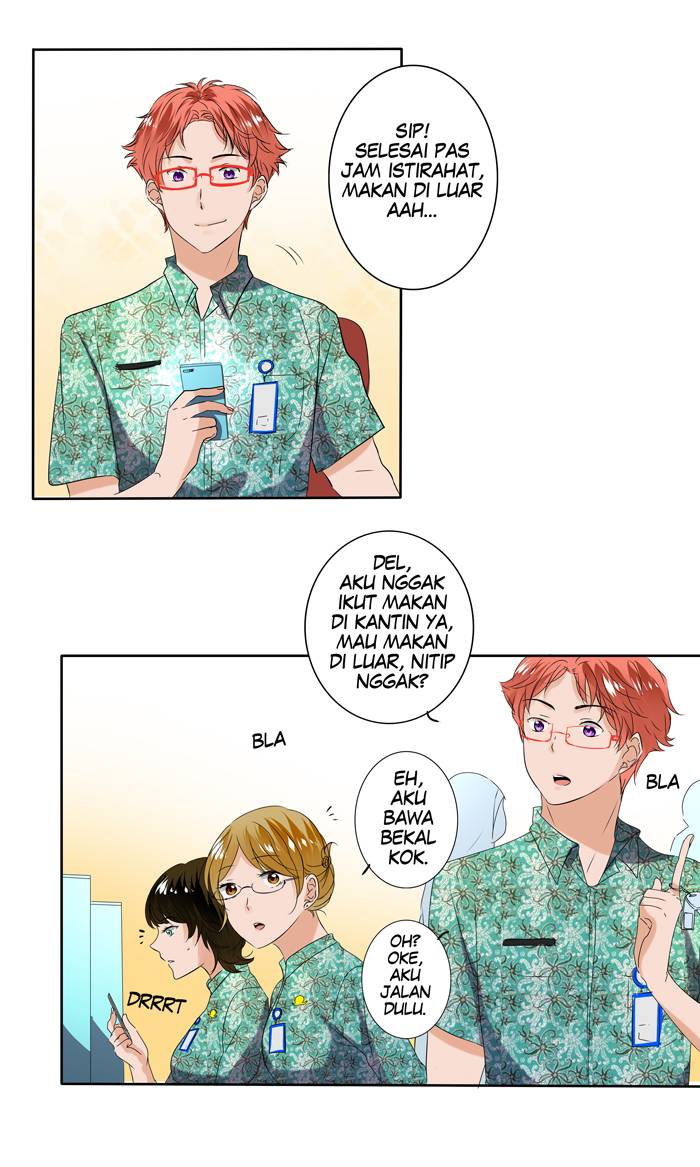 SIP!
SELESAI PAS
JAM ISTIRAHAT,
MAKAN DI LUAR
AAH...
DEL,
AKU NGGAK
IKUT MAKAN
DI KANTIN YA,
MAU MAKAN
DI LUAR, NITIP
NGGAK?
BLA
EH,
AKU
BAWA
BEKAL
KOK.
BLA
OH?
OKE,
AKU
JALAN
DULU.
DRRRT